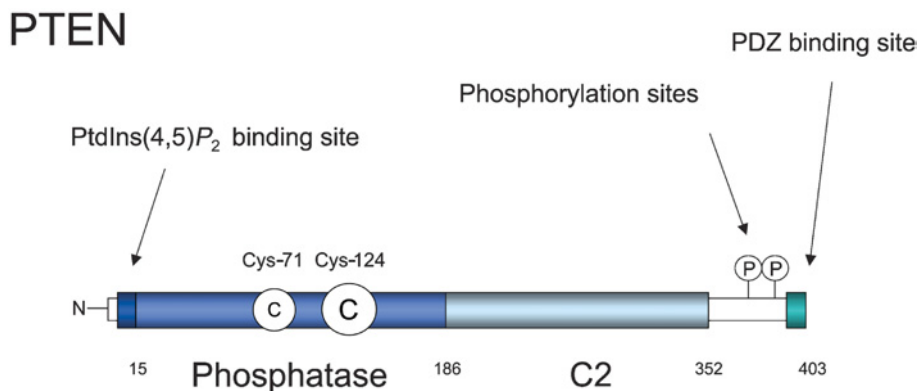 PTEN
PDZ binding site
Phosphorylation sites
PtdIns(4,5)P₂ binding site
Cys-71 Cys-124
P P
N C C
15 186 352 403
Phosphatase C2